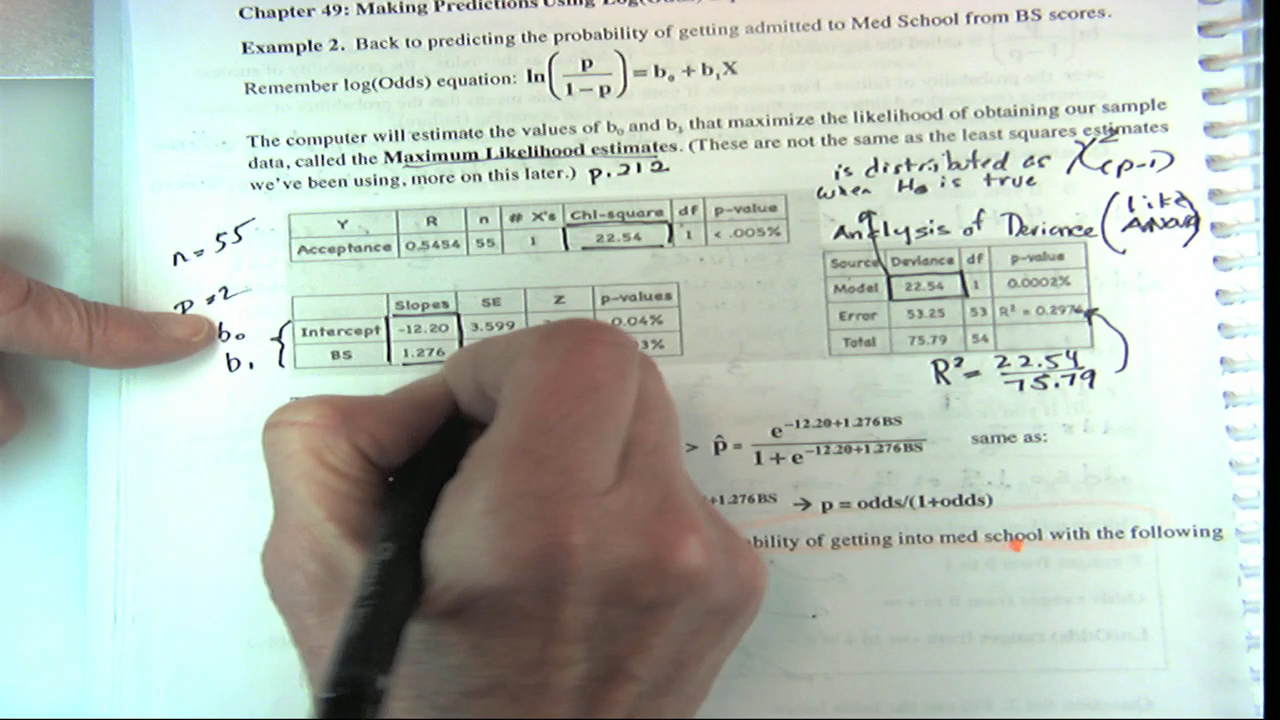 Chapter 49: Making Predictions Using Log(Odds)
Example 2. Back to predicting the probability of getting admitted to Med School from BS scores.
Remember log(Odds) equation: ln(p/1−p) = b₀ + b₁X
The computer will estimate the values of b₀ and b₁ that maximize the likelihood of obtaining our sample
data, called the Maximum Likelihood estimates. (These are not the same as the least squares estimates
we've been using, more on this later.) p.212
is distributed as χ²(p-1)
when H₀ is true
n = 55
Y R n # X's Chi-square df p-value
Acceptance 0.5454 55 1 22.54 1 < .005%
Analysis of Deviance (like ANOVA)
Source Deviance df p-value
Model 22.54 1 0.0002%
Error 53.25 53 R² = 0.2974
Total 75.79 54
R² = 22.54/75.79
p = 2
Slopes SE Z p-values
b₀ Intercept -12.20 3.599 0.04%
b₁ BS 1.276 3%
> p̂ = e^(−12.20+1.276BS) / 1+e^(−12.20+1.276BS) same as:
+1.276BS → p = odds/(1+odds)
bility of getting into med school with the following